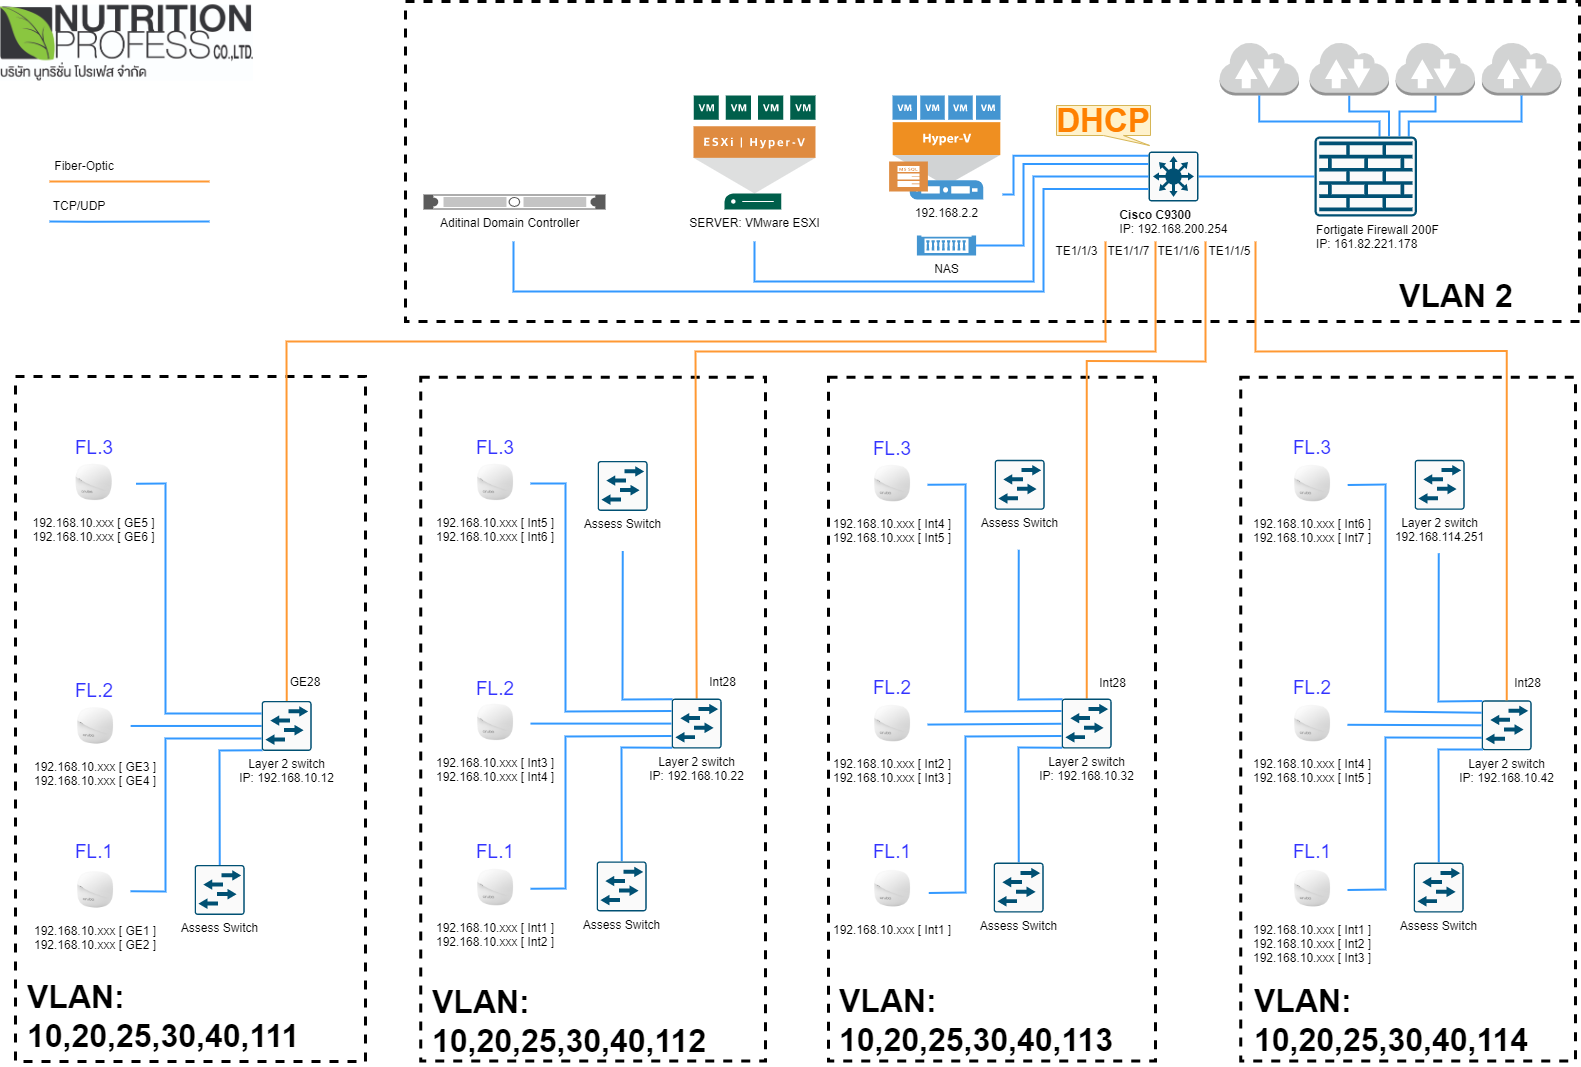 NUTRITION
PROFESS CO.,LTD.
บริษัท นูทริชั่น โปรเฟส จำกัด
Fiber-Optic
TCP/UDP
VM VM VM VM
ESXi | Hyper-V
SERVER: VMware ESXI
Aditinal Domain Controller
VM VM VM VM
Hyper-V
MS SQL
192.168.2.2
NAS
DHCP
Cisco C9300
IP: 192.168.200.254
TE1/1/3 TE1/1/7 TE1/1/6 TE1/1/5
Fortigate Firewall 200F
IP: 161.82.221.178
VLAN 2
FL.3
192.168.10.xxx [ GE5 ]
192.168.10.xxx [ GE6 ]
FL.2
192.168.10.xxx [ GE3 ]
192.168.10.xxx [ GE4 ]
GE28
Layer 2 switch
IP: 192.168.10.12
FL.1
192.168.10.xxx [ GE1 ]
192.168.10.xxx [ GE2 ]
Assess Switch
VLAN:
10,20,25,30,40,111
FL.3
192.168.10.xxx [ Int5 ]
192.168.10.xxx [ Int6 ]
Assess Switch
FL.2
192.168.10.xxx [ Int3 ]
192.168.10.xxx [ Int4 ]
Int28
Layer 2 switch
IP: 192.168.10.22
FL.1
192.168.10.xxx [ Int1 ]
192.168.10.xxx [ Int2 ]
Assess Switch
VLAN:
10,20,25,30,40,112
FL.3
192.168.10.xxx [ Int4 ]
192.168.10.xxx [ Int5 ]
Assess Switch
FL.2
192.168.10.xxx [ Int2 ]
192.168.10.xxx [ Int3 ]
Int28
Layer 2 switch
IP: 192.168.10.32
FL.1
192.168.10.xxx [ Int1 ]
Assess Switch
VLAN:
10,20,25,30,40,113
FL.3
192.168.10.xxx [ Int6 ]
192.168.10.xxx [ Int7 ]
Layer 2 switch
192.168.114.251
FL.2
192.168.10.xxx [ Int4 ]
192.168.10.xxx [ Int5 ]
Int28
Layer 2 switch
IP: 192.168.10.42
FL.1
192.168.10.xxx [ Int1 ]
192.168.10.xxx [ Int2 ]
192.168.10.xxx [ Int3 ]
Assess Switch
VLAN:
10,20,25,30,40,114